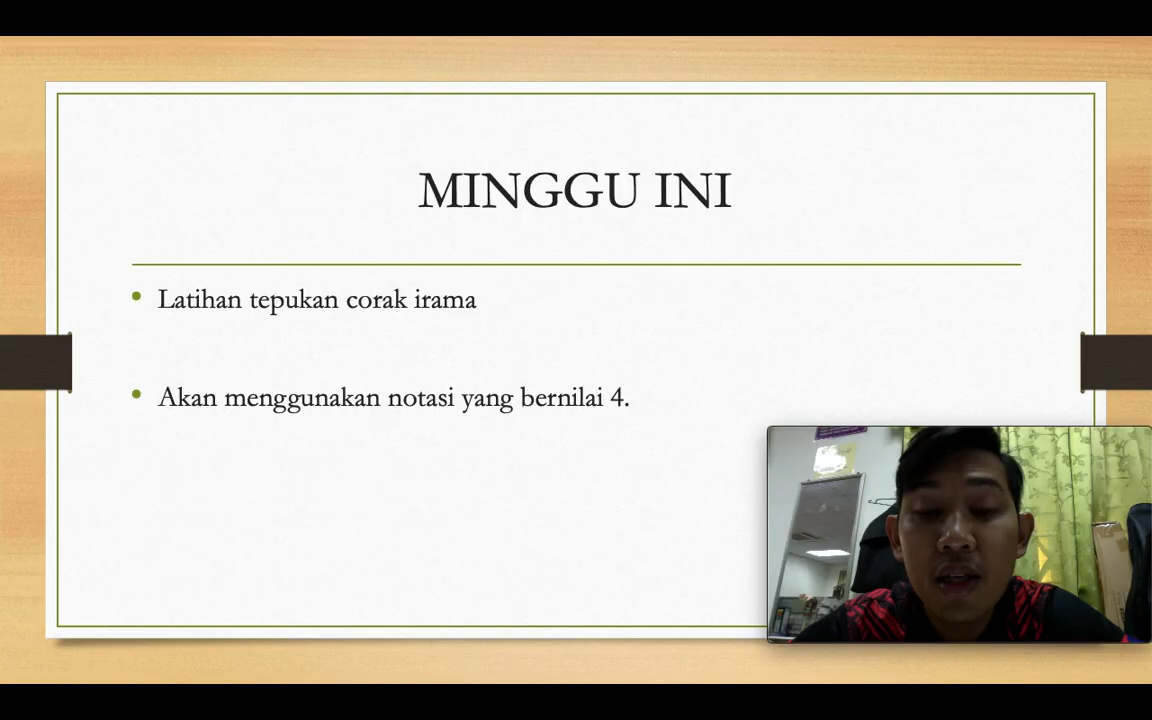 MINGGU INI
Latihan tepukan corak irama
Akan menggunakan notasi yang bernilai 4.